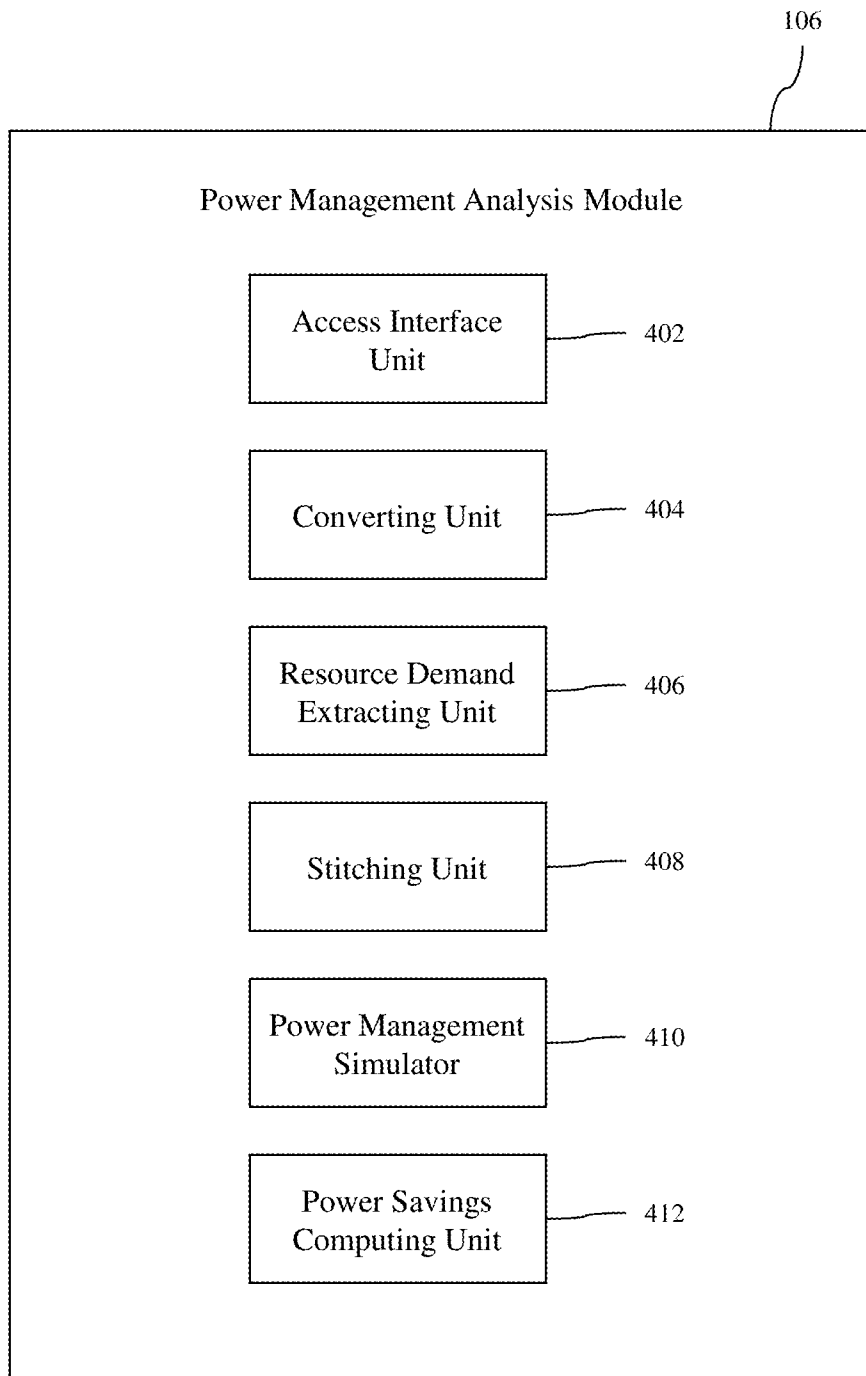 106
Power Management Analysis Module
Access Interface
Unit
402
Converting Unit
404
Resource Demand
Extracting Unit
406
Stitching Unit
408
Power Management
Simulator
410
Power Savings
Computing Unit
412